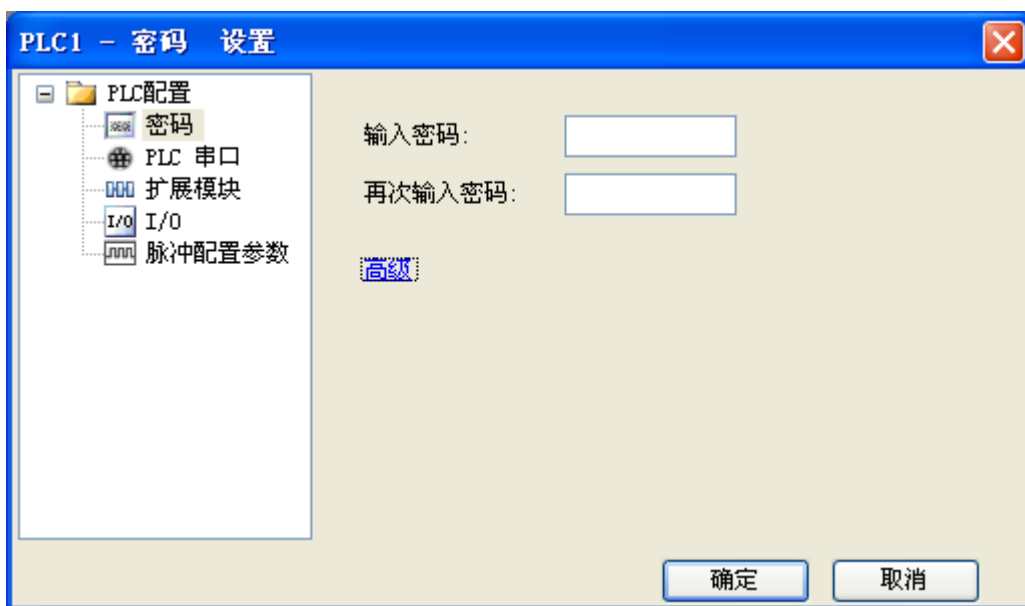 PLC1 - 密码 设置
PLC配置
密码
PLC 串口
扩展模块
I/O I/O
脉冲配置参数
输入密码:
再次输入密码:
高级
确定
取消